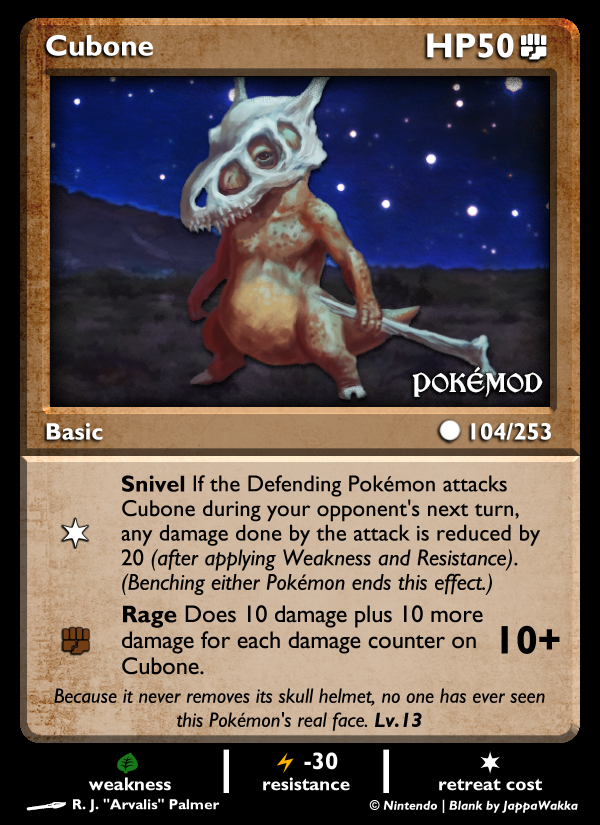 Cubone HP50
POKÉMOD
Basic 104/253
Snivel If the Defending Pokémon attacks
Cubone during your opponent's next turn,
any damage done by the attack is reduced by
20 (after applying Weakness and Resistance).
(Benching either Pokémon ends this effect.)
Rage Does 10 damage plus 10 more
damage for each damage counter on
Cubone.
10+
Because it never removes its skull helmet, no one has ever seen
this Pokémon's real face. Lv.13
weakness
-30
resistance
retreat cost
R. J. "Arvalis" Palmer
© Nintendo | Blank by JappaWakka